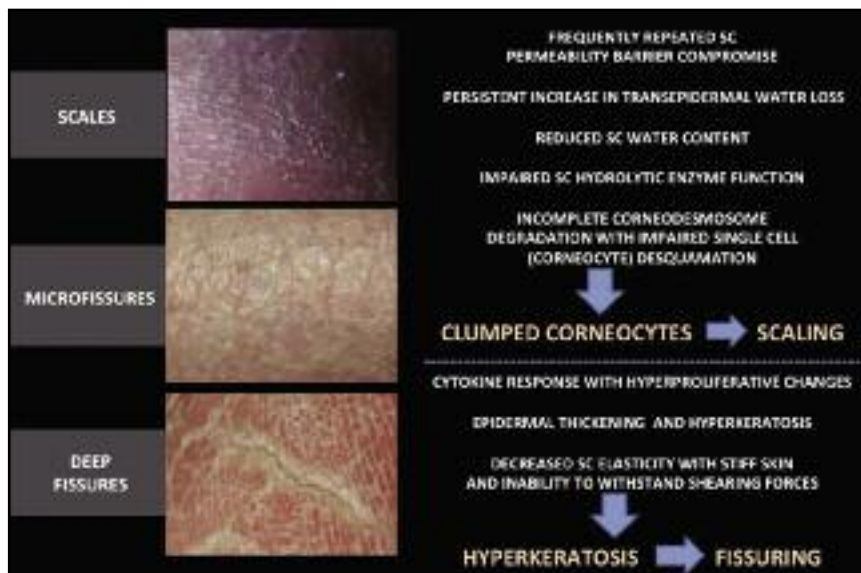 SCALES
MICROFISSURES
DEEP
FISSURES
FREQUENTLY REPEATED SC
PERMEABILITY BARRIER COMPROMISE
PERSISTENT INCREASE IN TRANSEPIDERMAL WATER LOSS
REDUCED SC WATER CONTENT
IMPAIRED SC HYDROLYTIC ENZYME FUNCTION
INCOMPLETE CORNEODESMOSOME
DEGRADATION WITH IMPAIRED SINGLE CELL
(CORNEOCYTE) DESQUAMATION
CLUMPED CORNEOCYTES
SCALING
CYTOKINE RESPONSE WITH HYPERPROLIFERATIVE CHANGES
EPIDERMAL THICKENING AND HYPERKERATOSIS
DECREASED SC ELASTICITY WITH STIFF SKIN
AND INABILITY TO WITHSTAND SHEARING FORCES
HYPERKERATOSIS
FISSURING